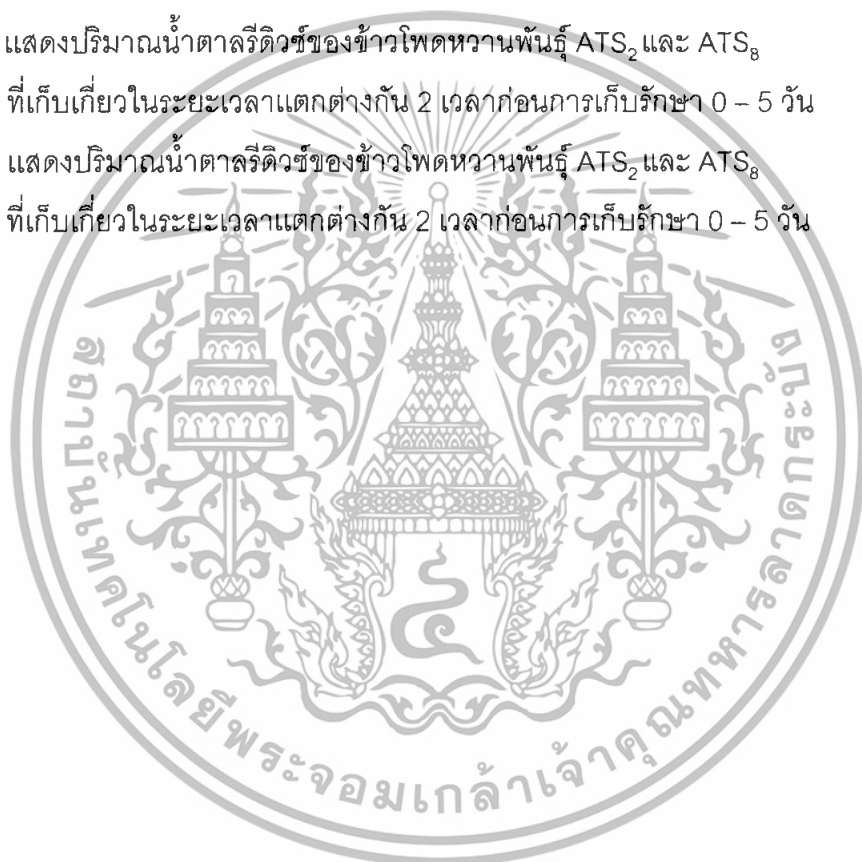 แสดงปริมาณน้ำตาลรีดิวซ์ของข้าวโพดหวานพันธุ์ ATS₂ และ ATS₈
ที่เก็บเกี่ยวในระยะเวลาแตกต่างกัน 2 เวลาก่อนการเก็บรักษา 0 – 5 วัน
แสดงปริมาณน้ำตาลรีดิวซ์ของข้าวโพดหวานพันธุ์ ATS₂ และ ATS₈
ที่เก็บเกี่ยวในระยะเวลาแตกต่างกัน 2 เวลาก่อนการเก็บรักษา 0 – 5 วัน
สถาบันเทคโนโลยีพระจอมเกล้าเจ้าคุณทหารลาดกระบัง
๔